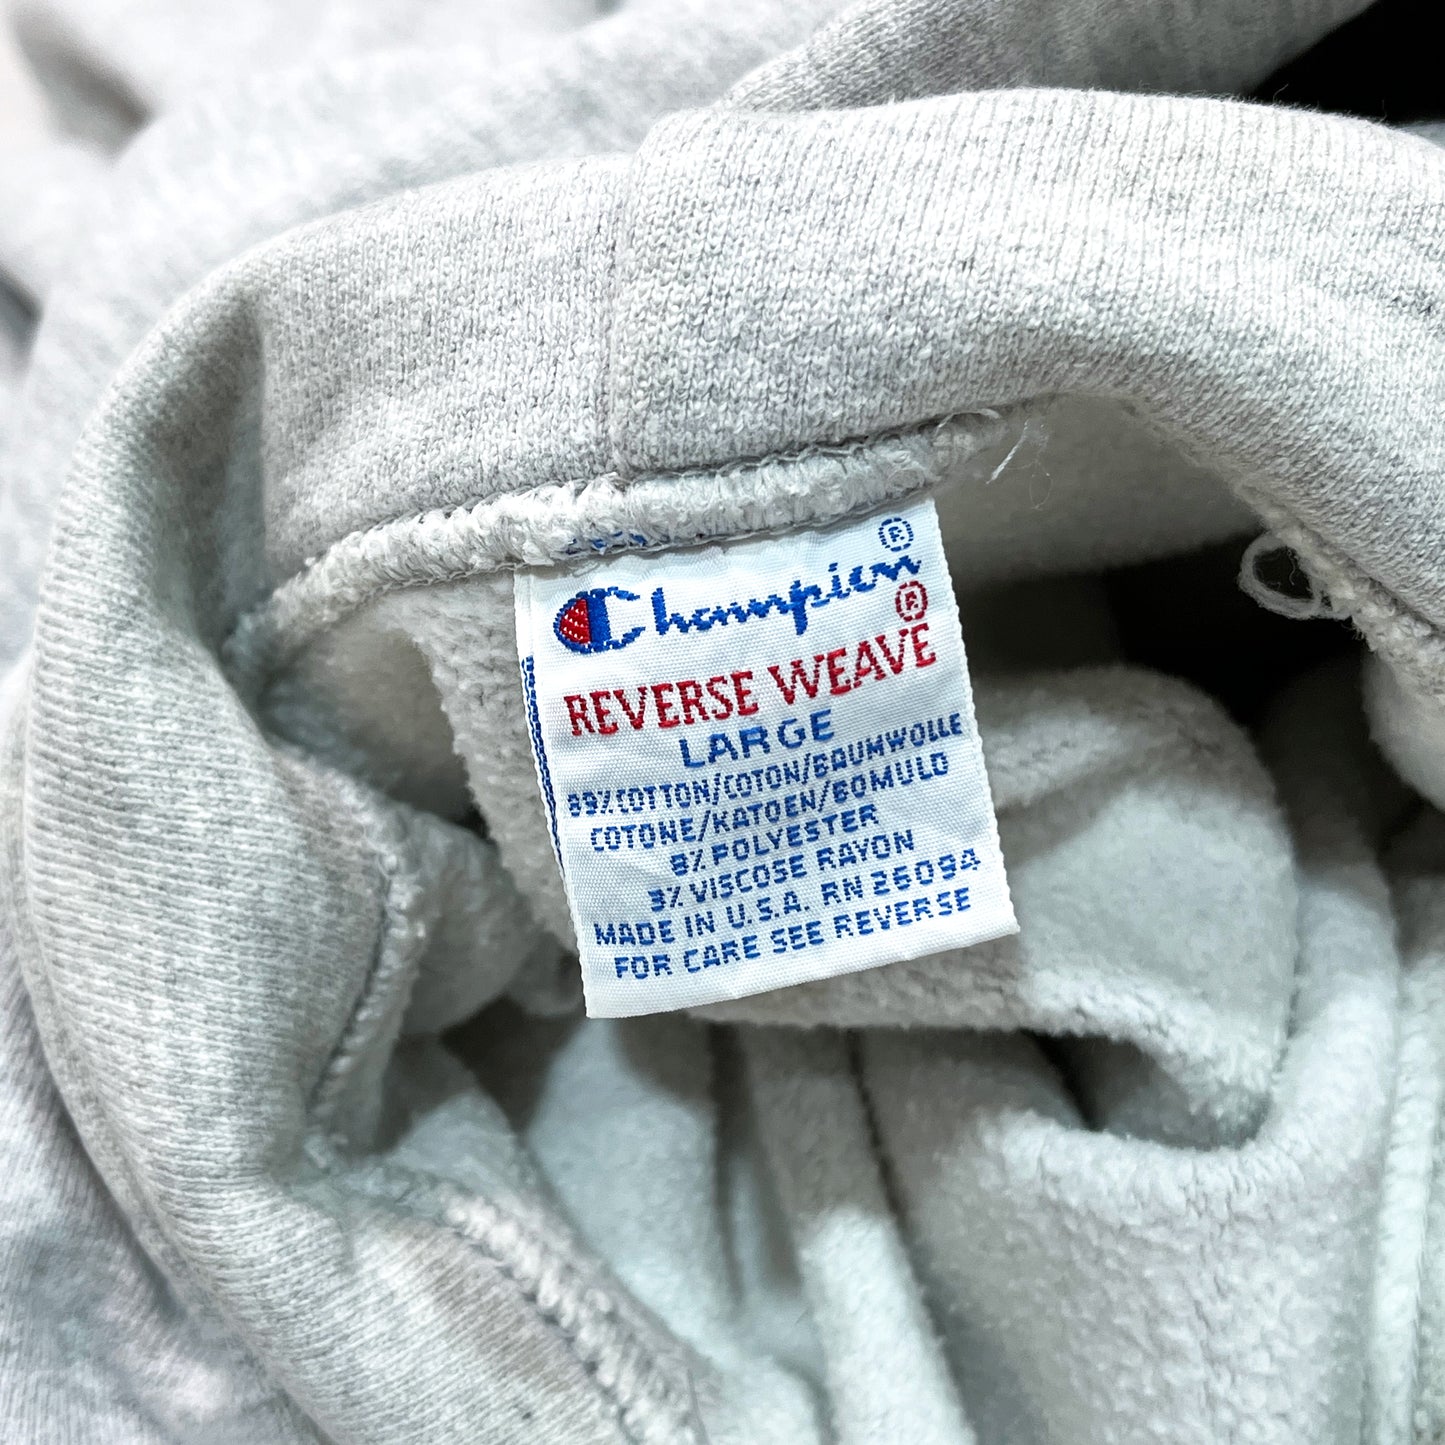 Champion®
®
REVERSE WEAVE
LARGE
89% COTTON/COTON/BAUMWOLLE
COTONE/KATOEN/BOMULD
8% POLYESTER
3% VISCOSE RAYON
MADE IN U.S.A. RN 26094
FOR CARE SEE REVERSE